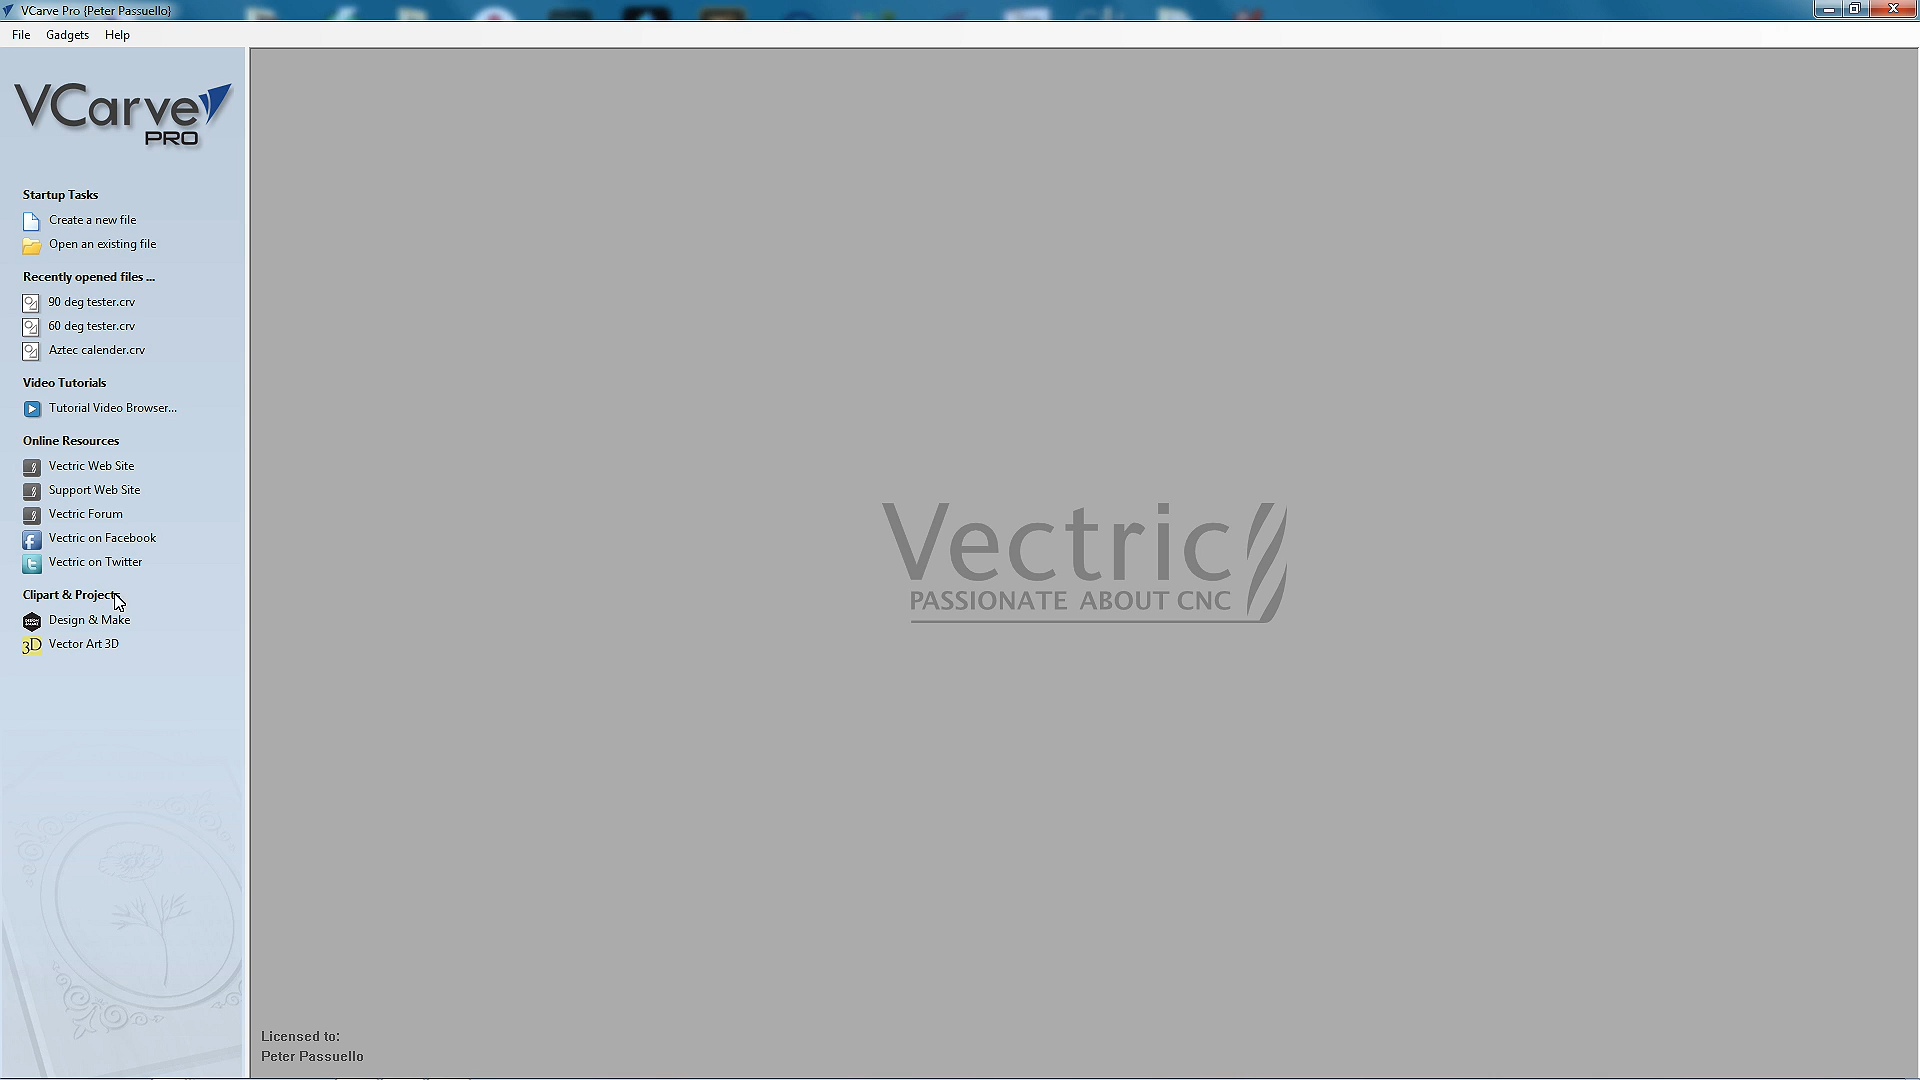 VCarve Pro {Peter Passuello}
File Gadgets Help
VCarve
PRO
Startup Tasks
Create a new file
Open an existing file
Recently opened files ...
90 deg tester.crv
60 deg tester.crv
Aztec calender.crv
Video Tutorials
Tutorial Video Browser...
Online Resources
Vectric Web Site
Support Web Site
Vectric Forum
Vectric on Facebook
Vectric on Twitter
Clipart & Projects
Design & Make
3D Vector Art 3D
Vectric
PASSIONATE ABOUT CNC
Licensed to:
Peter Passuello